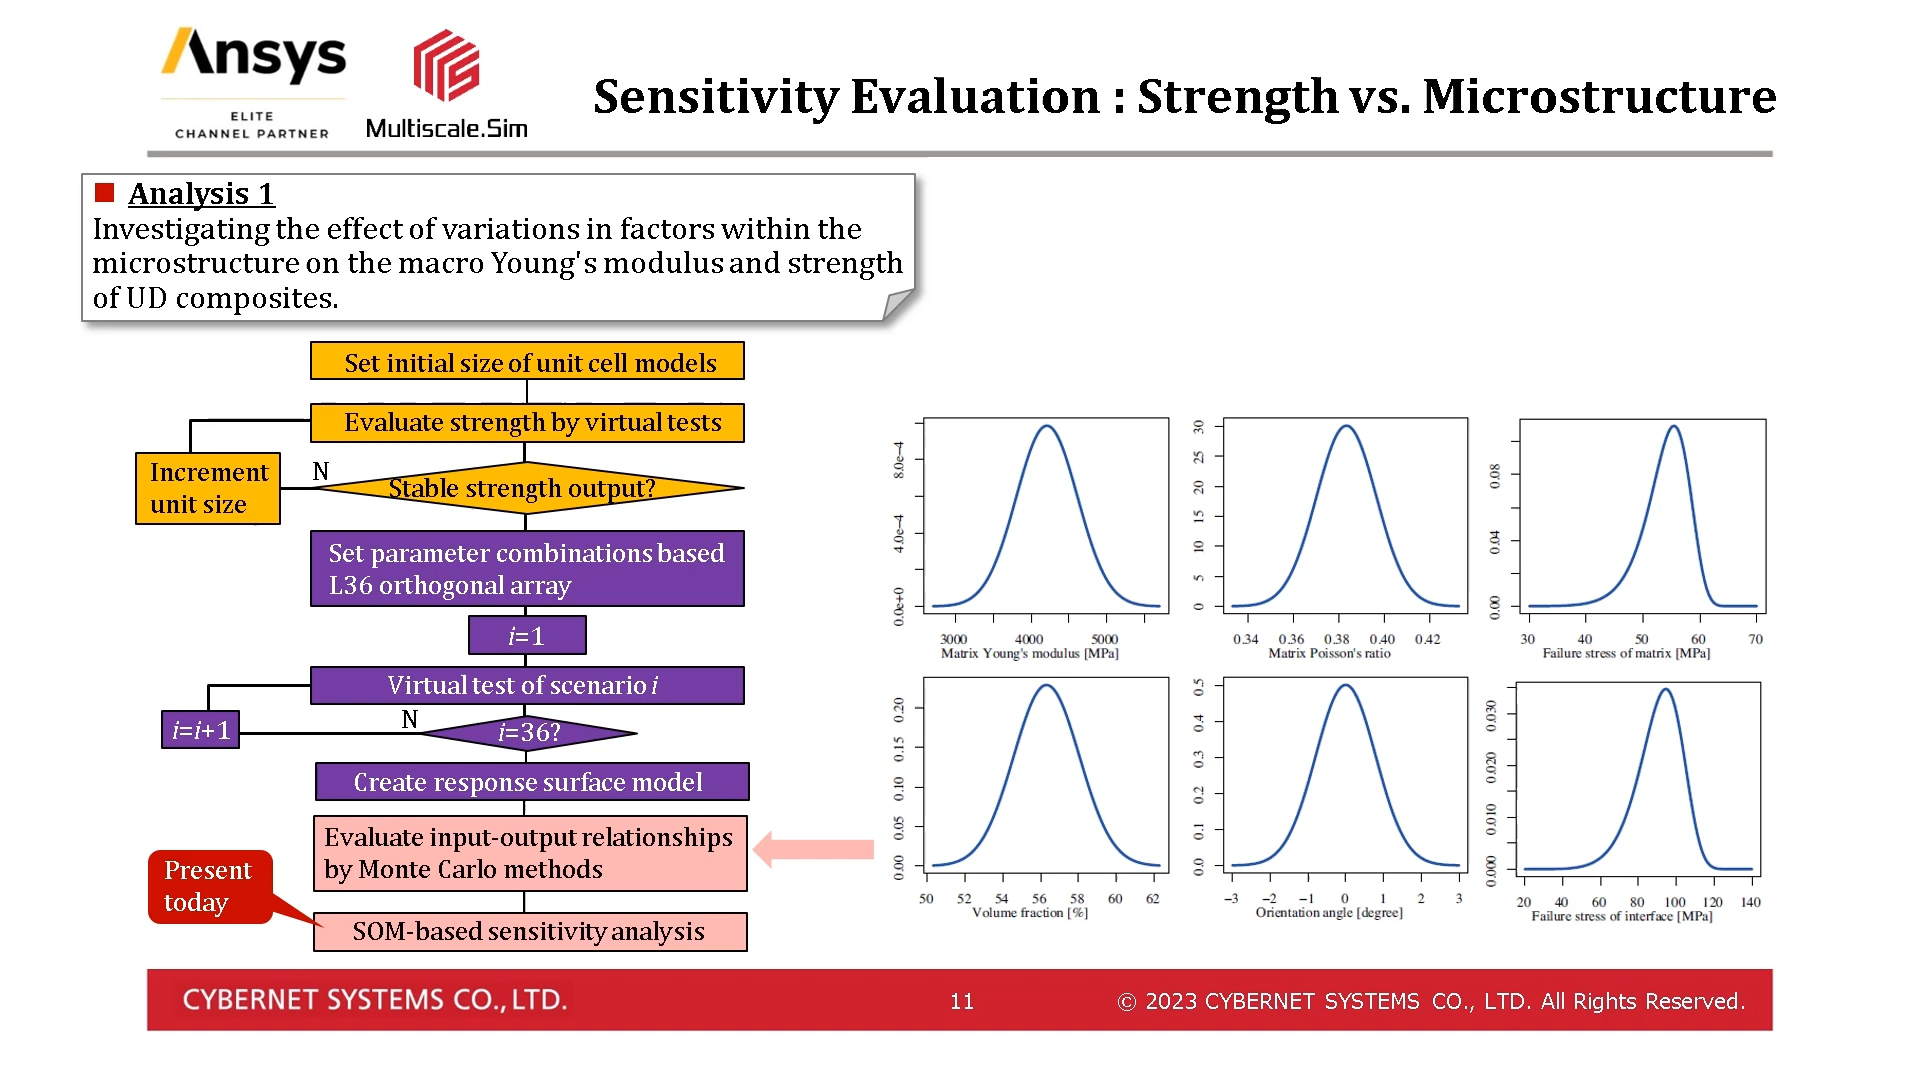 Ansys
ELITE
CHANNEL PARTNER
Multiscale.Sim
Sensitivity Evaluation : Strength vs. Microstructure
Analysis 1
Investigating the effect of variations in factors within the
microstructure on the macro Young's modulus and strength
of UD composites.
Set initial size of unit cell models
Evaluate strength by virtual tests
Increment
unit size
N
Stable strength output?
Set parameter combinations based
L36 orthogonal array
i=1
Virtual test of scenario i
i=i+1
N
i=36?
Create response surface model
Evaluate input-output relationships
by Monte Carlo methods
Present
today
SOM-based sensitivity analysis
0.0e+0 4.0e−4 8.0e−4
3000 4000 5000
Matrix Young's modulus [MPa]
0 5 10 15 20 25 30
0.34 0.36 0.38 0.40 0.42
Matrix Poisson's ratio
0.00 0.04 0.08
30 40 50 60 70
Failure stress of matrix [MPa]
0.00 0.05 0.10 0.15 0.20
50 52 54 56 58 60 62
Volume fraction [%]
0.0 0.1 0.2 0.3 0.4 0.5
−3 −2 −1 0 1 2 3
Orientation angle [degree]
0.000 0.010 0.020 0.030
20 40 60 80 100 120 140
Failure stress of interface [MPa]
CYBERNET SYSTEMS CO., LTD.
11
© 2023 CYBERNET SYSTEMS CO., LTD. All Rights Reserved.